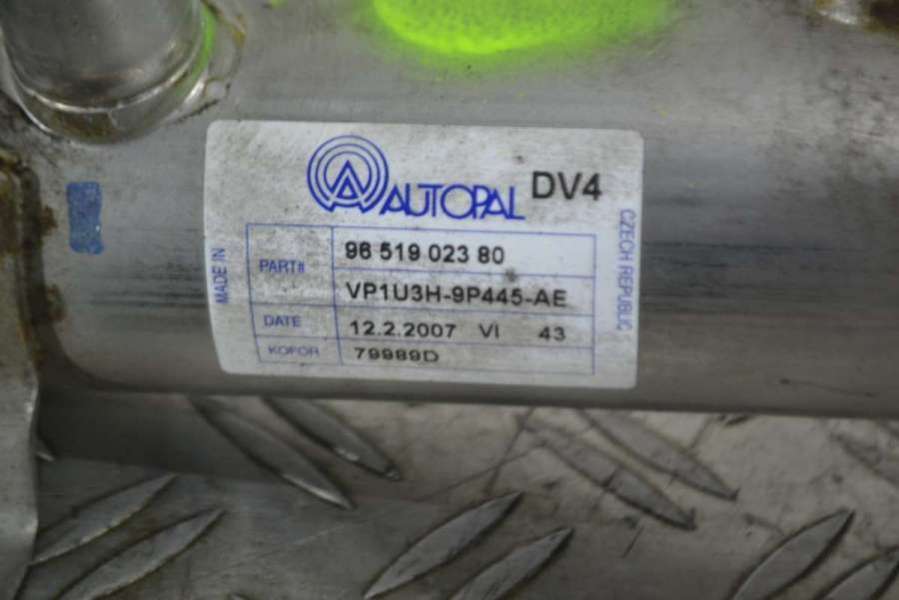 AUTOPAL DV4
MADE IN
PART# 96 519 023 80
VP1U3H-9P445-AE
DATE 12.2.2007 VI 43
KOFOR 79989D
CZECH REPUBLIC